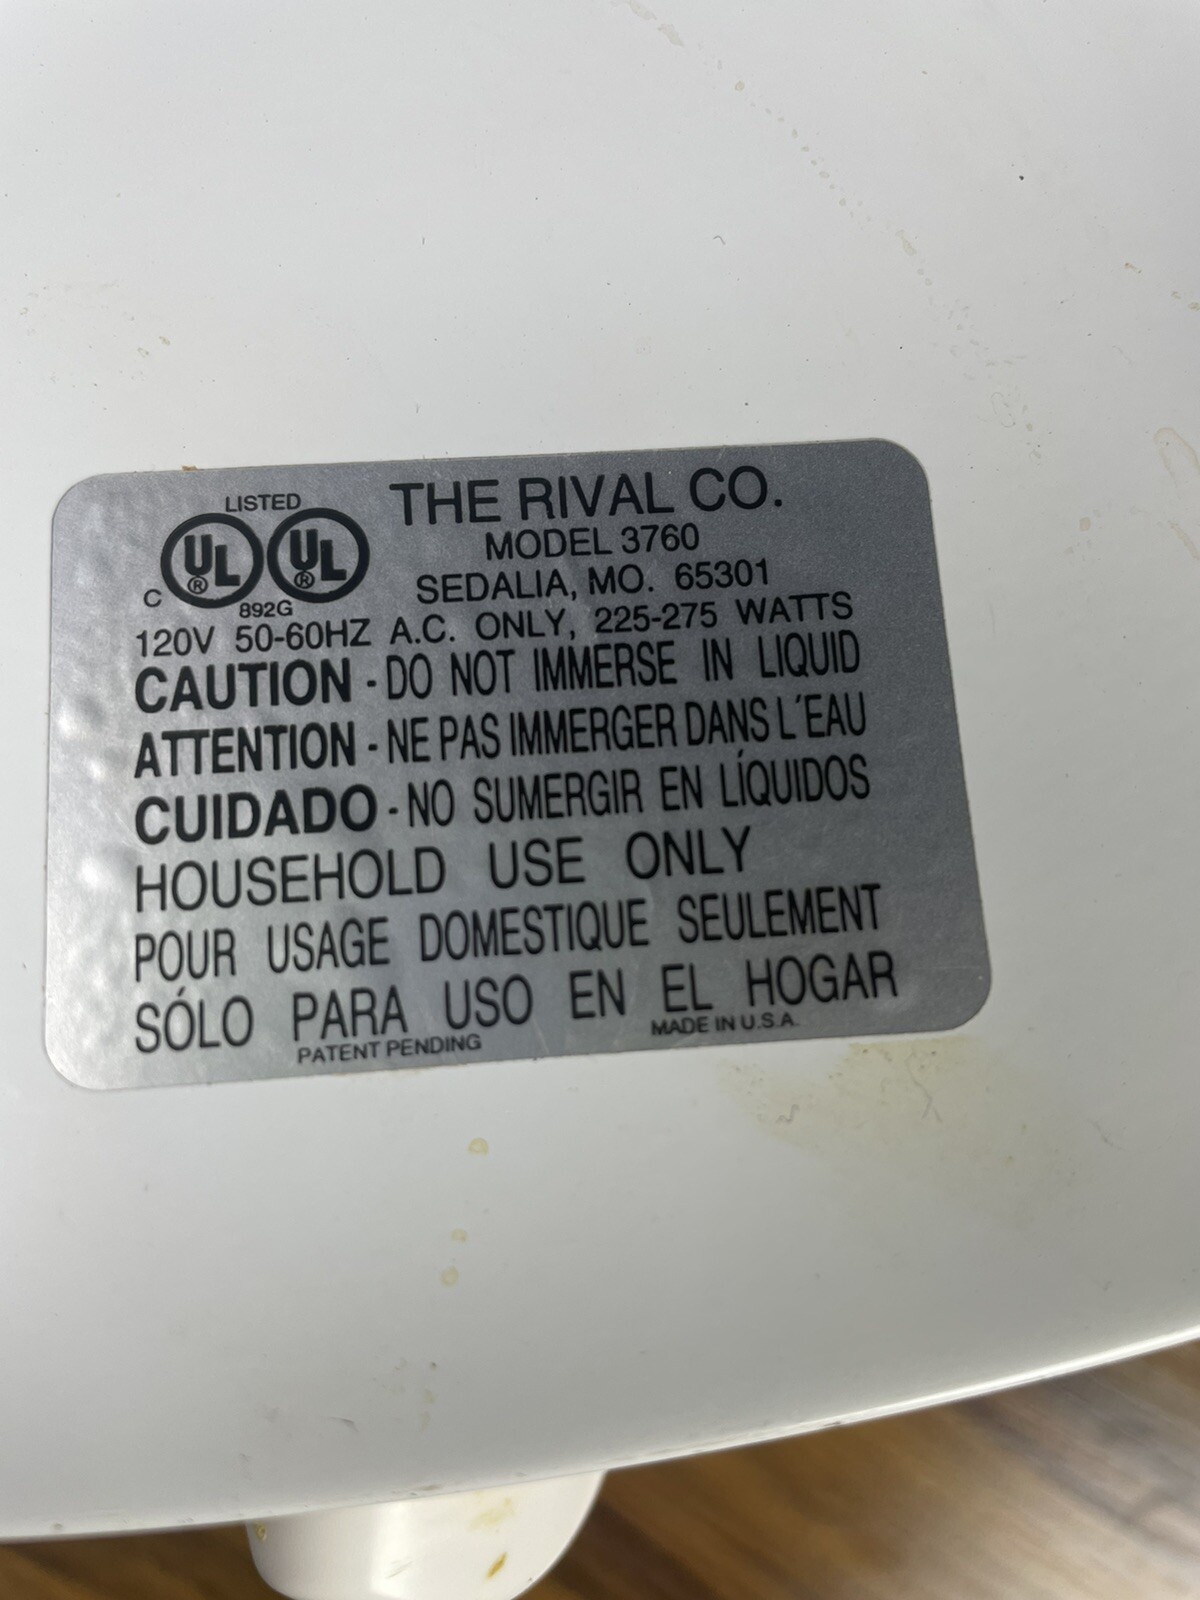 LISTED
C UL® UL®
892G
THE RIVAL CO.
MODEL 3760
SEDALIA, MO. 65301
120V 50-60HZ A.C. ONLY, 225-275 WATTS
CAUTION - DO NOT IMMERSE IN LIQUID
ATTENTION - NE PAS IMMERGER DANS L'EAU
CUIDADO - NO SUMERGIR EN LÍQUIDOS
HOUSEHOLD USE ONLY
POUR USAGE DOMESTIQUE SEULEMENT
SÓLO PARA USO EN EL HOGAR
PATENT PENDING
MADE IN U.S.A.